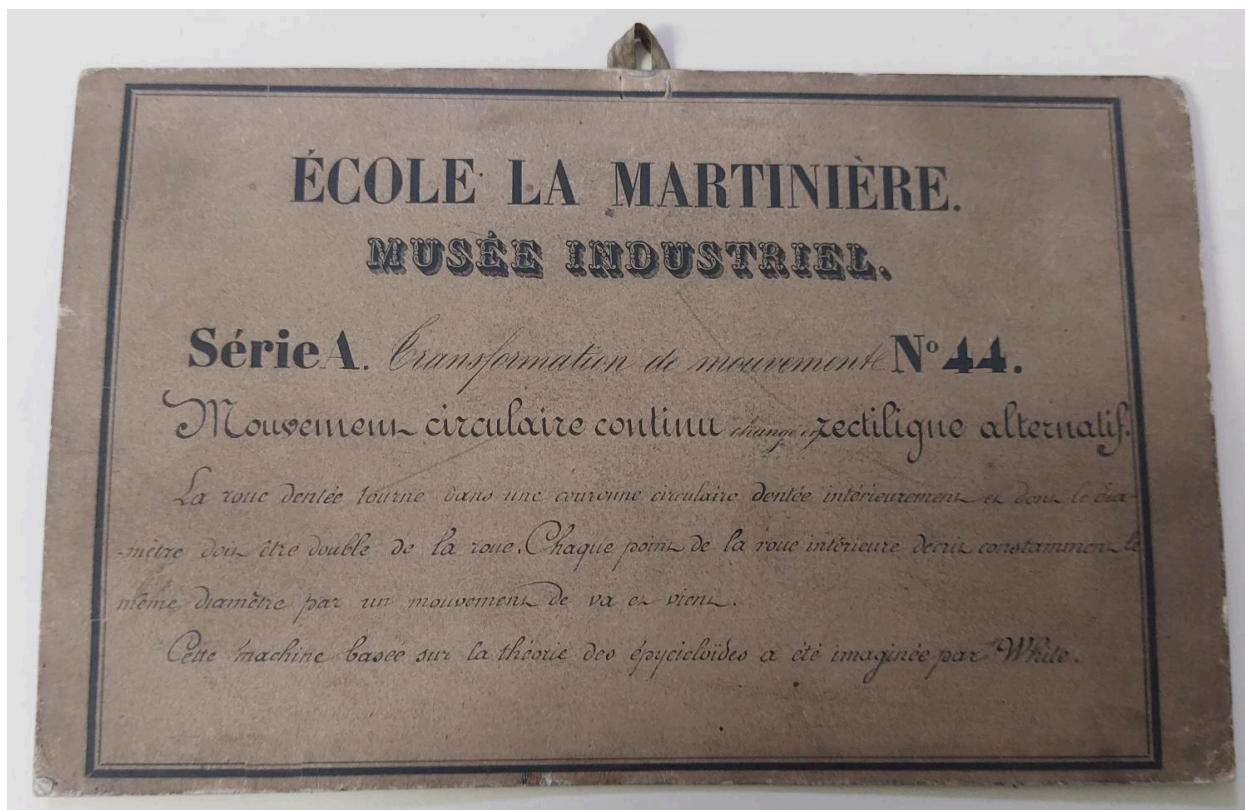 ÉCOLE LA MARTINIÈRE.
MUSÉE INDUSTRIEL.
Série A. Transformation de mouvement Nº 44.
Mouvement circulaire continu changé en rectiligne alternatif.
La roue dentée tourne dans une couronne circulaire dentée intérieurement et dont le dia-
-mètre doit être double de la roue. Chaque point de la roue intérieure décrit constamment le
même diamètre par un mouvement de va et vient.
Cette machine basée sur la théorie des épycicloïdes a été imaginée par White.